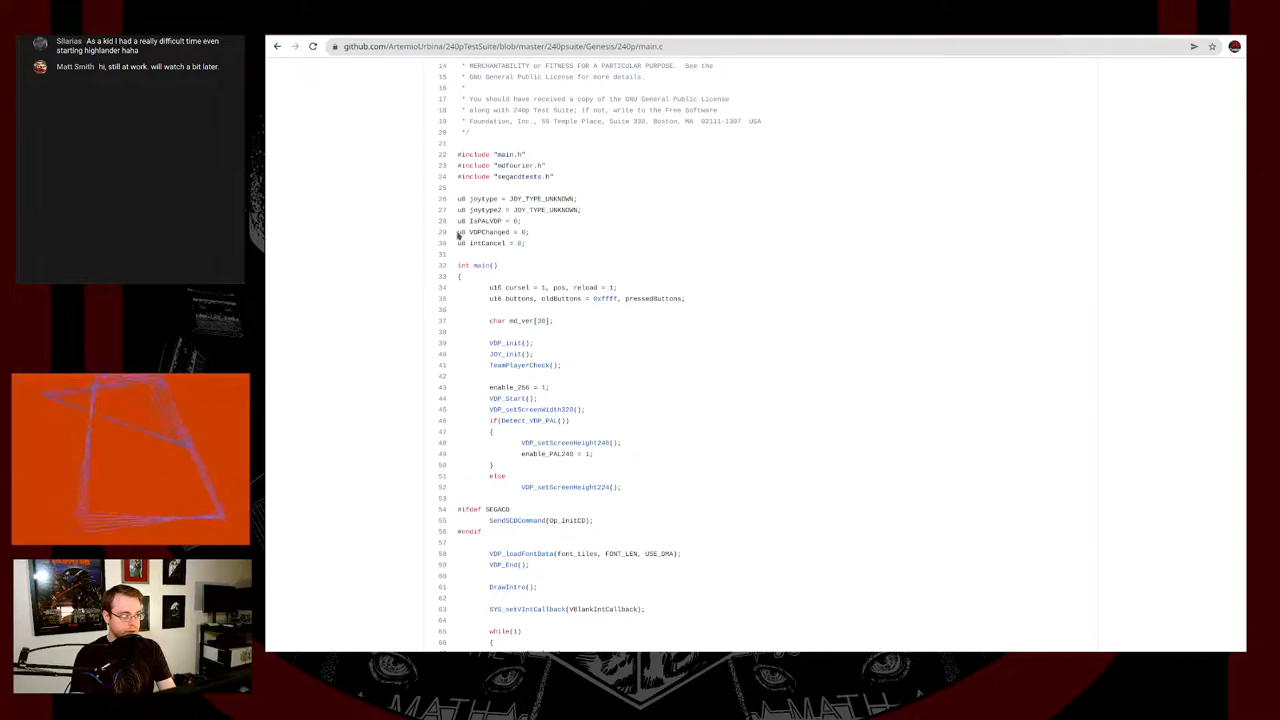 Silarias As a kid I had a really difficult time even
starting highlander haha
Matt Smith hi, still at work. will watch a bit later.
github.com/ArtemioUrbina/240pTestSuite/blob/master/240psuite/Genesis/240p/main.c
14 * MERCHANTABILITY or FITNESS FOR A PARTICULAR PURPOSE. See the
15 * GNU General Public License for more details.
16 *
17 * You should have received a copy of the GNU General Public License
18 * along with 240p Test Suite; if not, write to the Free Software
19 * Foundation, Inc., 59 Temple Place, Suite 330, Boston, MA 02111-1307 USA
20 */
21
22 #include "main.h"
23 #include "mdfourier.h"
24 #include "segacdtests.h"
25
26 u8 joytype = JOY_TYPE_UNKNOWN;
27 u8 joytype2 = JOY_TYPE_UNKNOWN;
28 u8 IsPALVDP = 0;
29 u8 VDPChanged = 0;
30 u8 intCancel = 0;
31
32 int main()
33 {
34 u16 cursel = 1, pos, reload = 1;
35 u16 buttons, oldButtons = 0xffff, pressedButtons;
36
37 char md_ver[30];
38
39 VDP_init();
40 JOY_init();
41 TeamPlayerCheck();
42
43 enable_256 = 1;
44 VDP_Start();
45 VDP_setScreenWidth320();
46 if(Detect_VDP_PAL())
47 {
48 VDP_setScreenHeight240();
49 enable_PAL240 = 1;
50 }
51 else
52 VDP_setScreenHeight224();
53
54 #ifdef SEGACD
55 SendSCDCommand(Op_InitCD);
56 #endif
57
58 VDP_loadFontData(font_tiles, FONT_LEN, USE_DMA);
59 VDP_End();
60
61 DrawIntro();
62
63 SYS_setVIntCallback(VBlankIntCallback);
64
65 while(1)
66 {